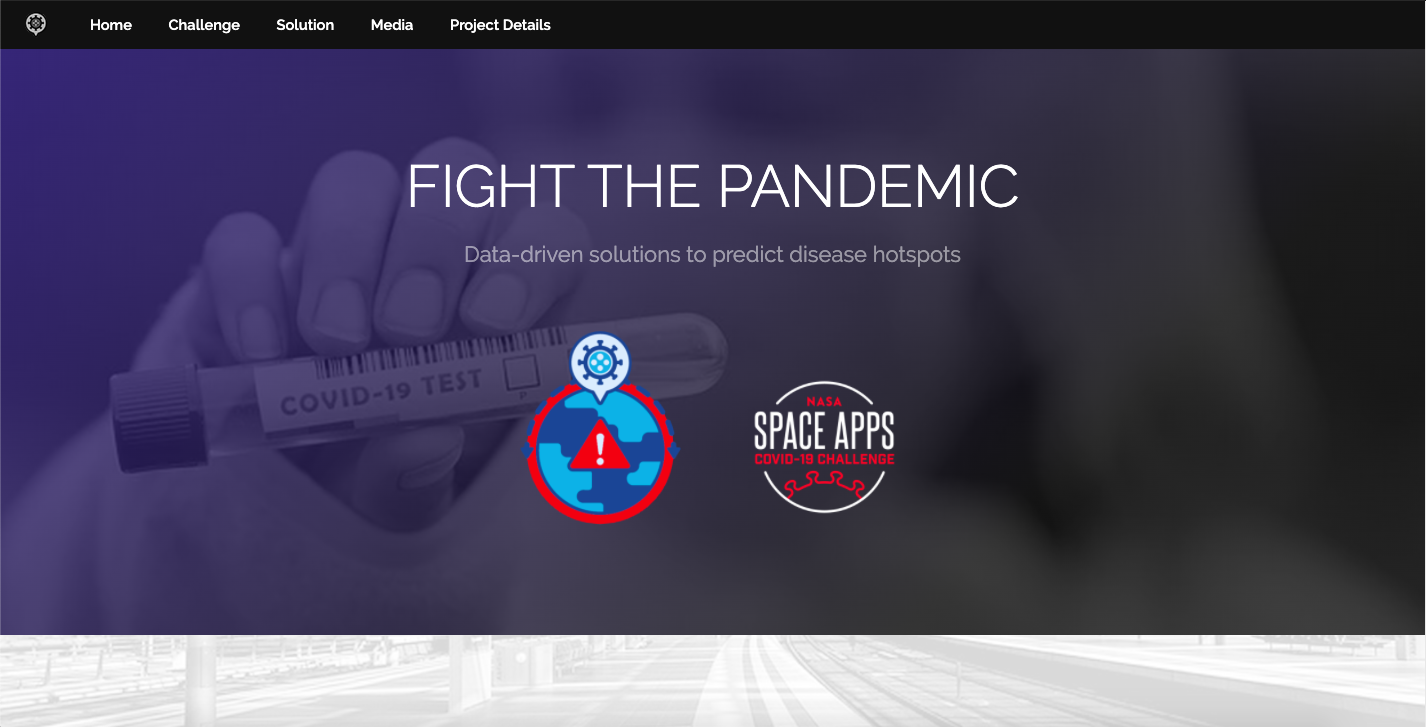 Home Challenge Solution Media Project Details
FIGHT THE PANDEMIC
Data-driven solutions to predict disease hotspots
COVID-19 TEST
P
!
NASA
SPACE APPS
COVID-19 CHALLENGE